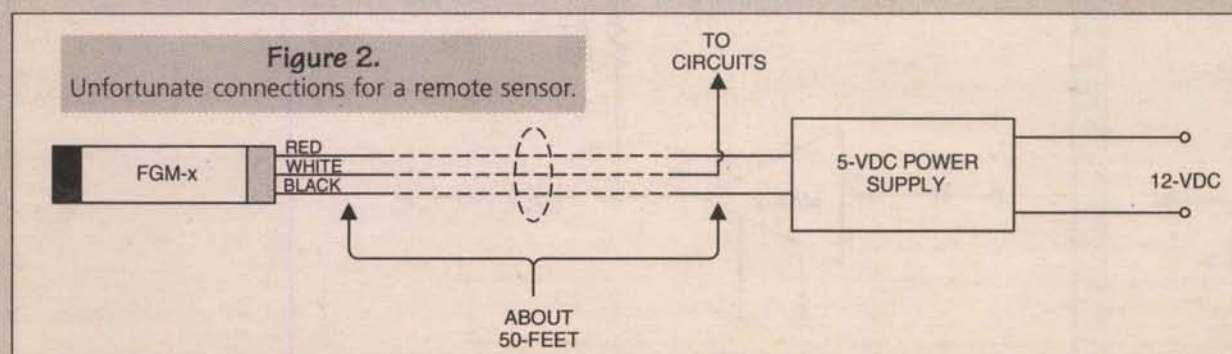 Figure 2.
Unfortunate connections for a remote sensor.
TO
CIRCUITS
FGM-x
RED
WHITE
BLACK
5-VDC POWER
SUPPLY
12-VDC
ABOUT
50-FEET